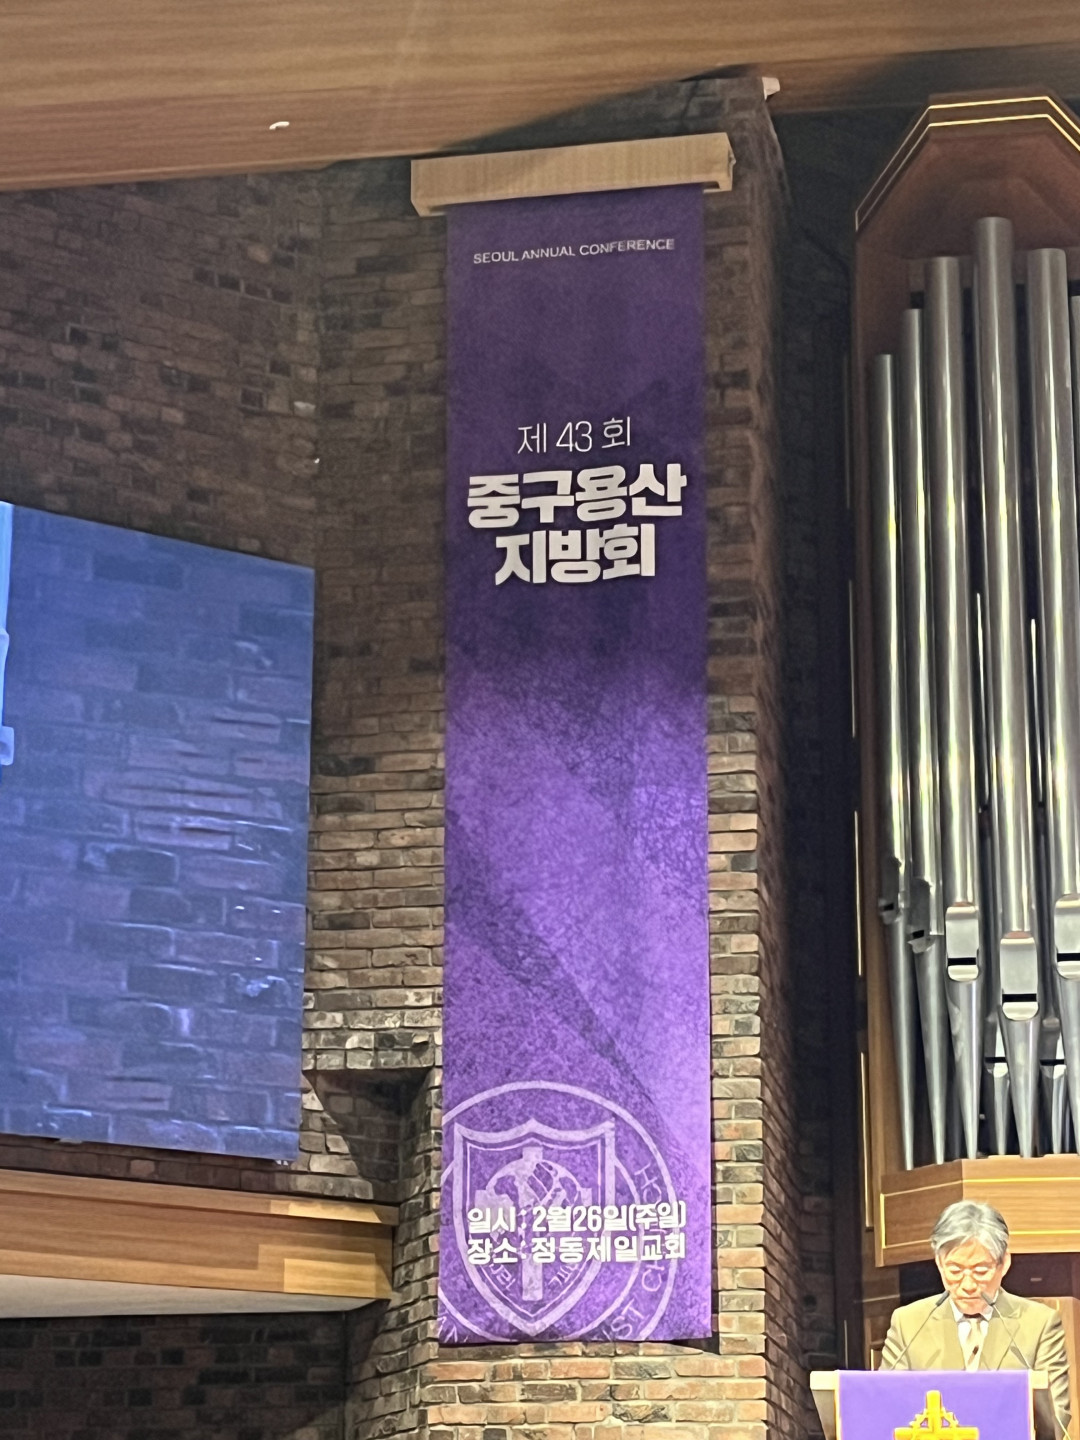 SEOUL ANNUAL CONFERENCE
제 43 회
중구용산
지방회
일시 : 2월26일(주일)
장소 : 정동제일교회